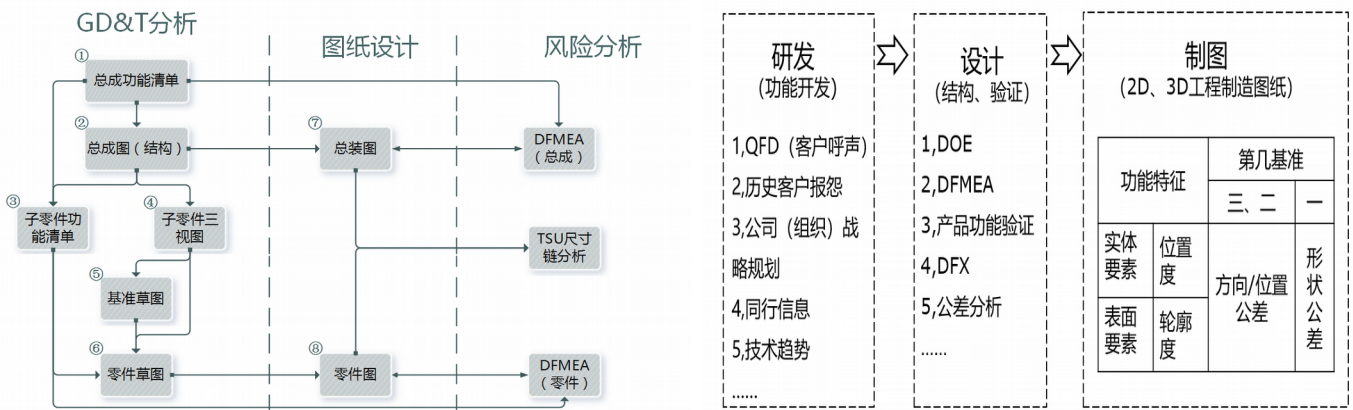 GD&T分析
图纸设计
风险分析
①
总成功能清单
②
总成图（结构）
⑦
总装图
DFMEA
（总成）
③
子零件功
能清单
④
子零件三
视图
TSU尺寸
链分析
⑤
基准草图
⑥
零件草图
⑧
零件图
DFMEA
（零件）
研发
（功能开发）
1,QFD（客户呼声）
2,历史客户报怨
3,公司（组织）战
略规划
4,同行信息
5,技术趋势
......
设计
（结构、验证）
1,DOE
2,DFMEA
3,产品功能验证
4,DFX
5,公差分析
......
制图
（2D、3D工程制造图纸）
功能特征
第几基准
三、二
一
实体
要素
位置
度
方向/位置
公差
形
状
公
差
表面
要素
轮廓
度